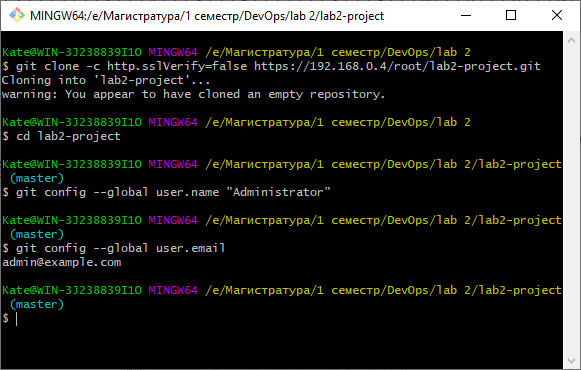 MINGW64:/e/Магистратура/1 семестр/DevOps/lab 2/lab2-project
Kate@WIN-3J238839I1O MINGW64 /e/Магистратура/1 семестр/DevOps/lab 2
$ git clone -c http.sslVerify=false https://192.168.0.4/root/lab2-project.git
Cloning into 'lab2-project'...
warning: You appear to have cloned an empty repository.
Kate@WIN-3J238839I1O MINGW64 /e/Магистратура/1 семестр/DevOps/lab 2
$ cd lab2-project
Kate@WIN-3J238839I1O MINGW64 /e/Магистратура/1 семестр/DevOps/lab 2/lab2-project
(master)
$ git config --global user.name "Administrator"
Kate@WIN-3J238839I1O MINGW64 /e/Магистратура/1 семестр/DevOps/lab 2/lab2-project
(master)
$ git config --global user.email
admin@example.com
Kate@WIN-3J238839I1O MINGW64 /e/Магистратура/1 семестр/DevOps/lab 2/lab2-project
(master)
$